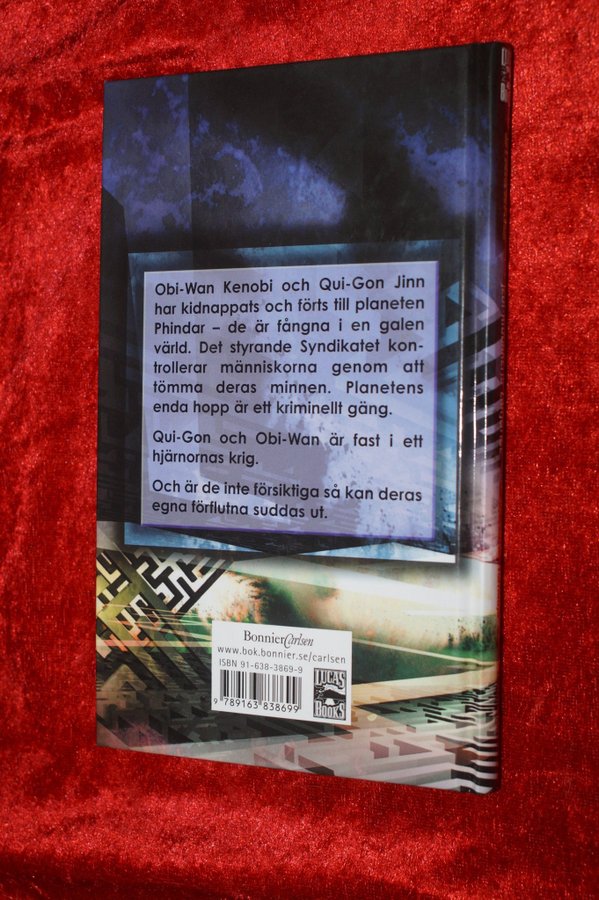 Obi-Wan Kenobi och Qui-Gon Jinn
har kidnappats och förts till planeten
Phindar – de är fångna i en galen
värld. Det styrande Syndikatet kon-
trollerar människorna genom att
tömma deras minnen. Planetens
enda hopp är ett kriminellt gäng.
Qui-Gon och Obi-Wan är fast i ett
hjärnornas krig.
Och är de inte försiktiga så kan deras
egna förflutna suddas ut.
BonnierCarlsen
www.bok.bonnier.se/carlsen
ISBN 91-638-3869-9
9 789163 838699
LUCAS
BOOKS